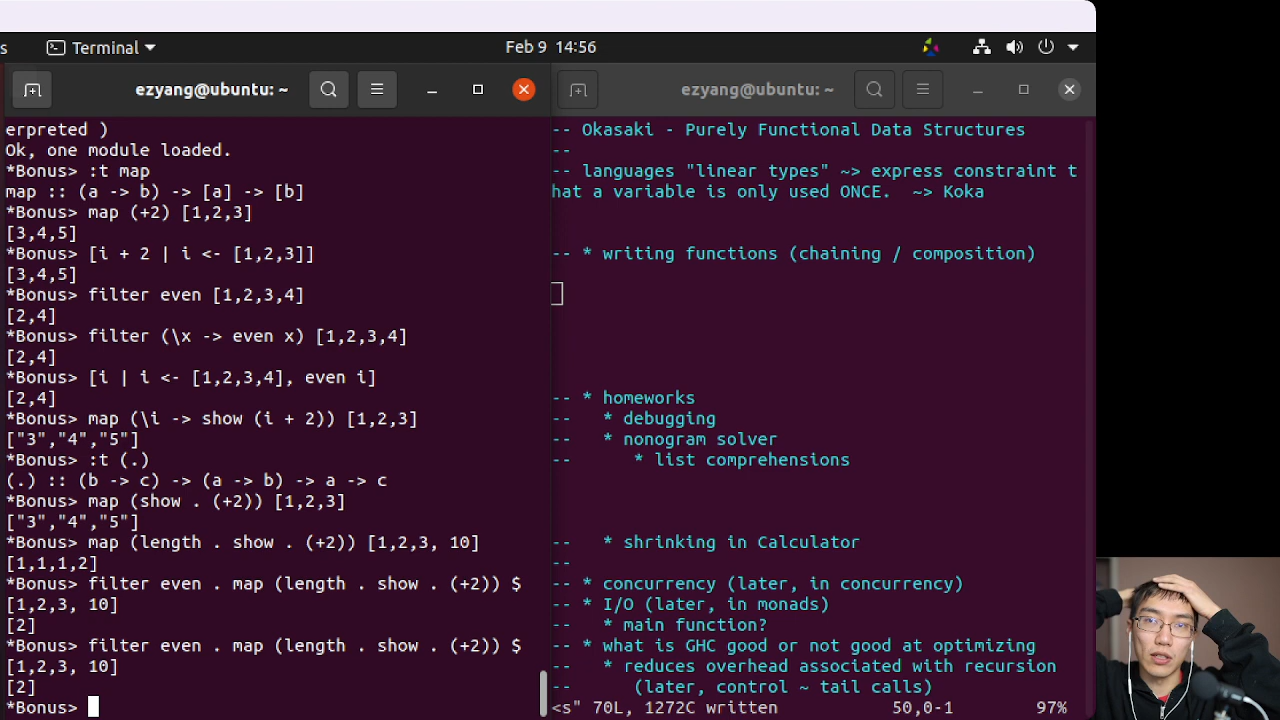 s
Terminal
Feb 9 14:56
ezyang@ubuntu: ~
erpreted )
Ok, one module loaded.
*Bonus> :t map
map :: (a -> b) -> [a] -> [b]
*Bonus> map (+2) [1,2,3]
[3,4,5]
*Bonus> [i + 2 | i <- [1,2,3]]
[3,4,5]
*Bonus> filter even [1,2,3,4]
[2,4]
*Bonus> filter (\x -> even x) [1,2,3,4]
[2,4]
*Bonus> [i | i <- [1,2,3,4], even i]
[2,4]
*Bonus> map (\i -> show (i + 2)) [1,2,3]
["3","4","5"]
*Bonus> :t (.)
(.) :: (b -> c) -> (a -> b) -> a -> c
*Bonus> map (show . (+2)) [1,2,3]
["3","4","5"]
*Bonus> map (length . show . (+2)) [1,2,3, 10]
[1,1,1,2]
*Bonus> filter even . map (length . show . (+2)) $
[1,2,3, 10]
[2]
*Bonus> filter even . map (length . show . (+2)) $
[1,2,3, 10]
[2]
*Bonus>
ezyang@ubuntu: ~
-- Okasaki - Purely Functional Data Structures
--
-- languages "linear types" ~> express constraint t
hat a variable is only used ONCE.  ~> Koka
-- * writing functions (chaining / composition)
-- * homeworks
--   * debugging
--   * nonogram solver
--      * list comprehensions
--   * shrinking in Calculator
--
-- * concurrency (later, in concurrency)
-- * I/O (later, in monads)
--   * main function?
-- * what is GHC good or not good at optimizing
--   * reduces overhead associated with recursion
--      (later, control ~ tail calls)
<s" 70L, 1272C written 50,0-1 97%